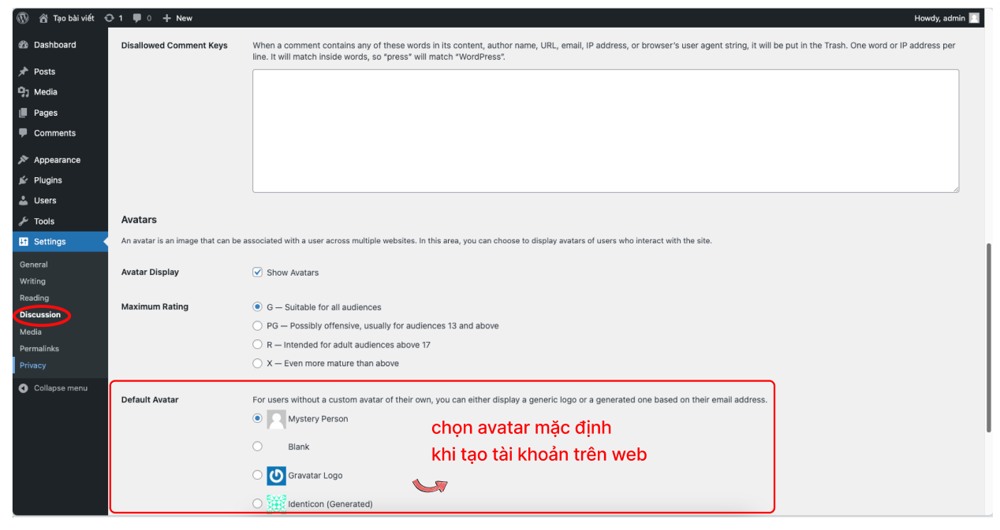 Tạo bài viết 1 0 + New Howdy, admin
Dashboard
Posts
Media
Pages
Comments
Appearance
Plugins
Users
Tools
Settings
General
Writing
Reading
Discussion
Media
Permalinks
Privacy
Collapse menu
Disallowed Comment Keys
When a comment contains any of these words in its content, author name, URL, email, IP address, or browser's user agent string, it will be put in the Trash. One word or IP address per
line. It will match inside words, so "press" will match "WordPress".
Avatars
An avatar is an image that can be associated with a user across multiple websites. In this area, you can choose to display avatars of users who interact with the site.
Avatar Display
Show Avatars
Maximum Rating
G — Suitable for all audiences
PG — Possibly offensive, usually for audiences 13 and above
R — Intended for adult audiences above 17
X — Even more mature than above
Default Avatar
For users without a custom avatar of their own, you can either display a generic logo or a generated one based on their email address.
Mystery Person
Blank
Gravatar Logo
Identicon (Generated)
chọn avatar mặc định
khi tạo tài khoản trên web